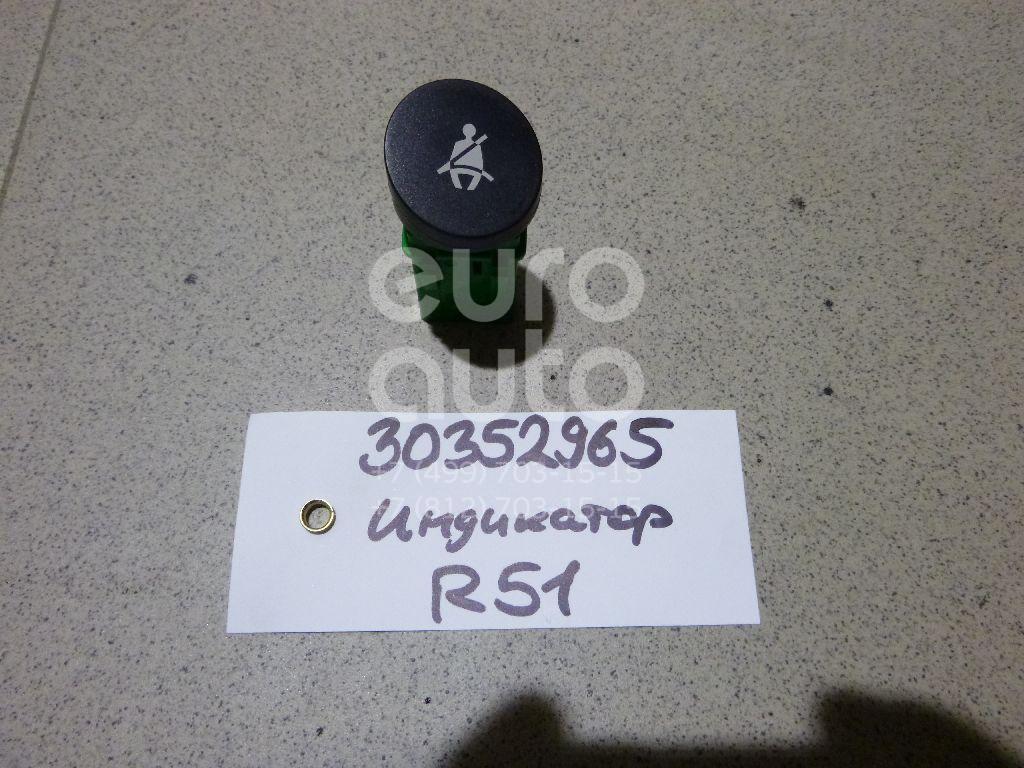 euro
auto
30352965
+7 (499) 703-15-15
+7 (812) 703-15-15
Индикатор
R51